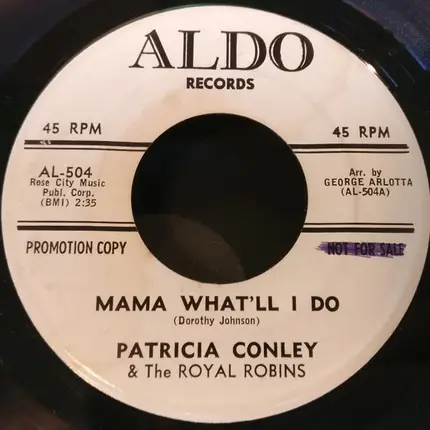 ALDO
RECORDS
45 RPM
45 RPM
AL-504
Rose City Music
Publ. Corp.
(BMI) 2:35
Arr. by
GEORGE ARLOTTA
(AL-504A)
PROMOTION COPY
NOT FOR SALE
MAMA WHAT'LL I DO
(Dorothy Johnson)
PATRICIA CONLEY
& The ROYAL ROBINS